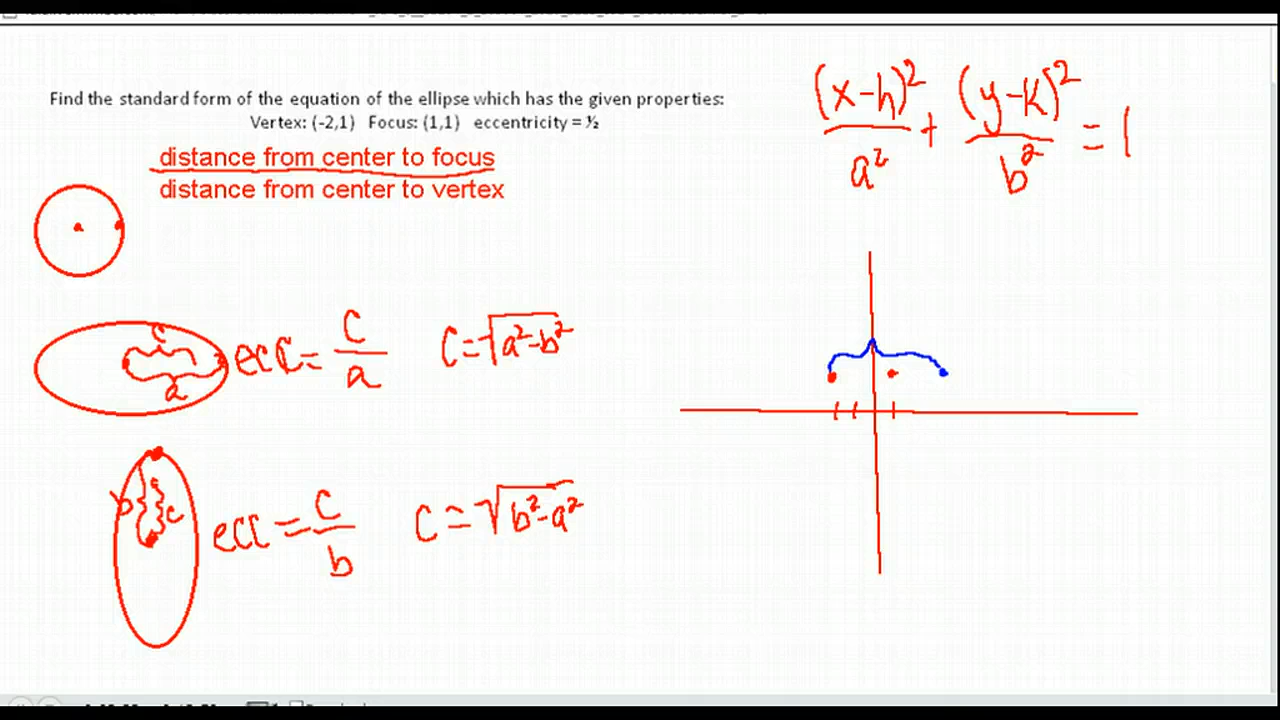 Find the standard form of the equation of the ellipse which has the given properties:
Vertex: (-2,1) Focus: (1,1) eccentricity = ½
distance from center to focus
distance from center to vertex
(x-h)² / a² + (y-k)² / b² = 1
c
a
ecc = c/a c = √a²-b²
b
c
ecc = c/b c = √b²-a²